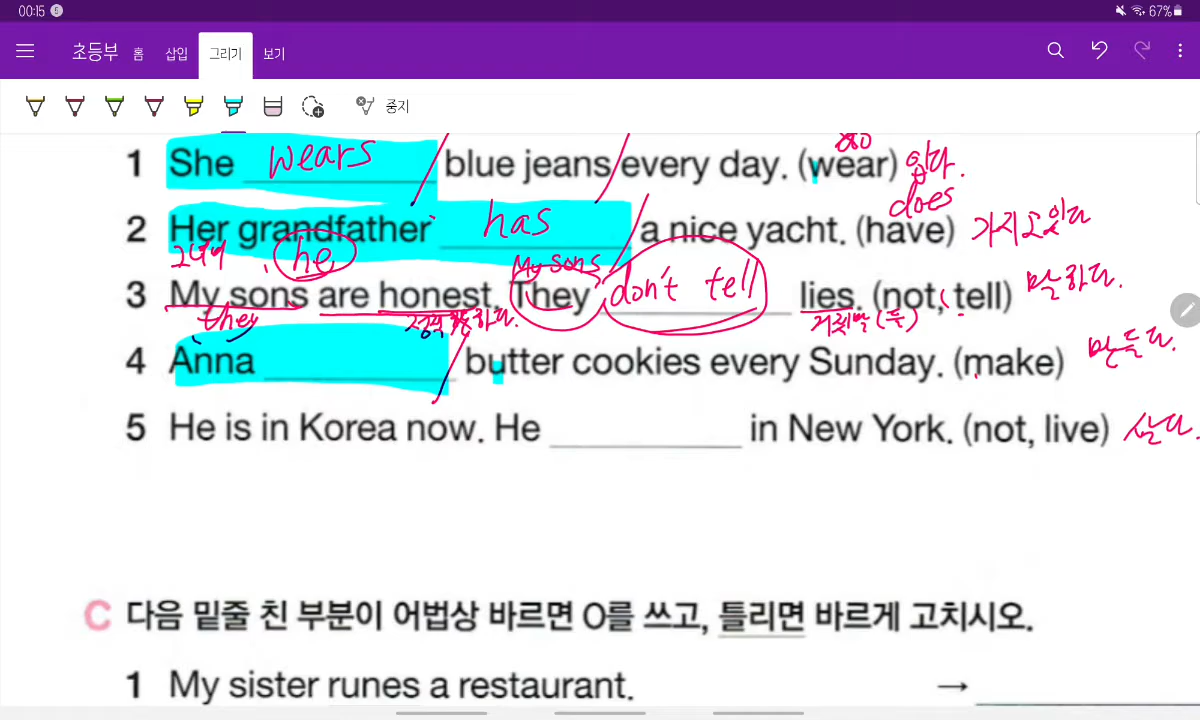 00:15 5 67%
초등부 홈 삽입 그리기 보기
중지
1 She wears blue jeans every day. (wear) 입다.
does
2 Her grandfather has a nice yacht. (have) 가지고있다
그녀의 he My sons
3 My sons are honest. They don't tell lies. (not, tell) 말하다.
they 정직 하다. 거짓말(들)
4 Anna butter cookies every Sunday. (make) 만들다.
5 He is in Korea now. He in New York. (not, live) 살다.
C 다음 밑줄 친 부분이 어법상 바르면 O를 쓰고, 틀리면 바르게 고치시오.
1 My sister runes a restaurant. →